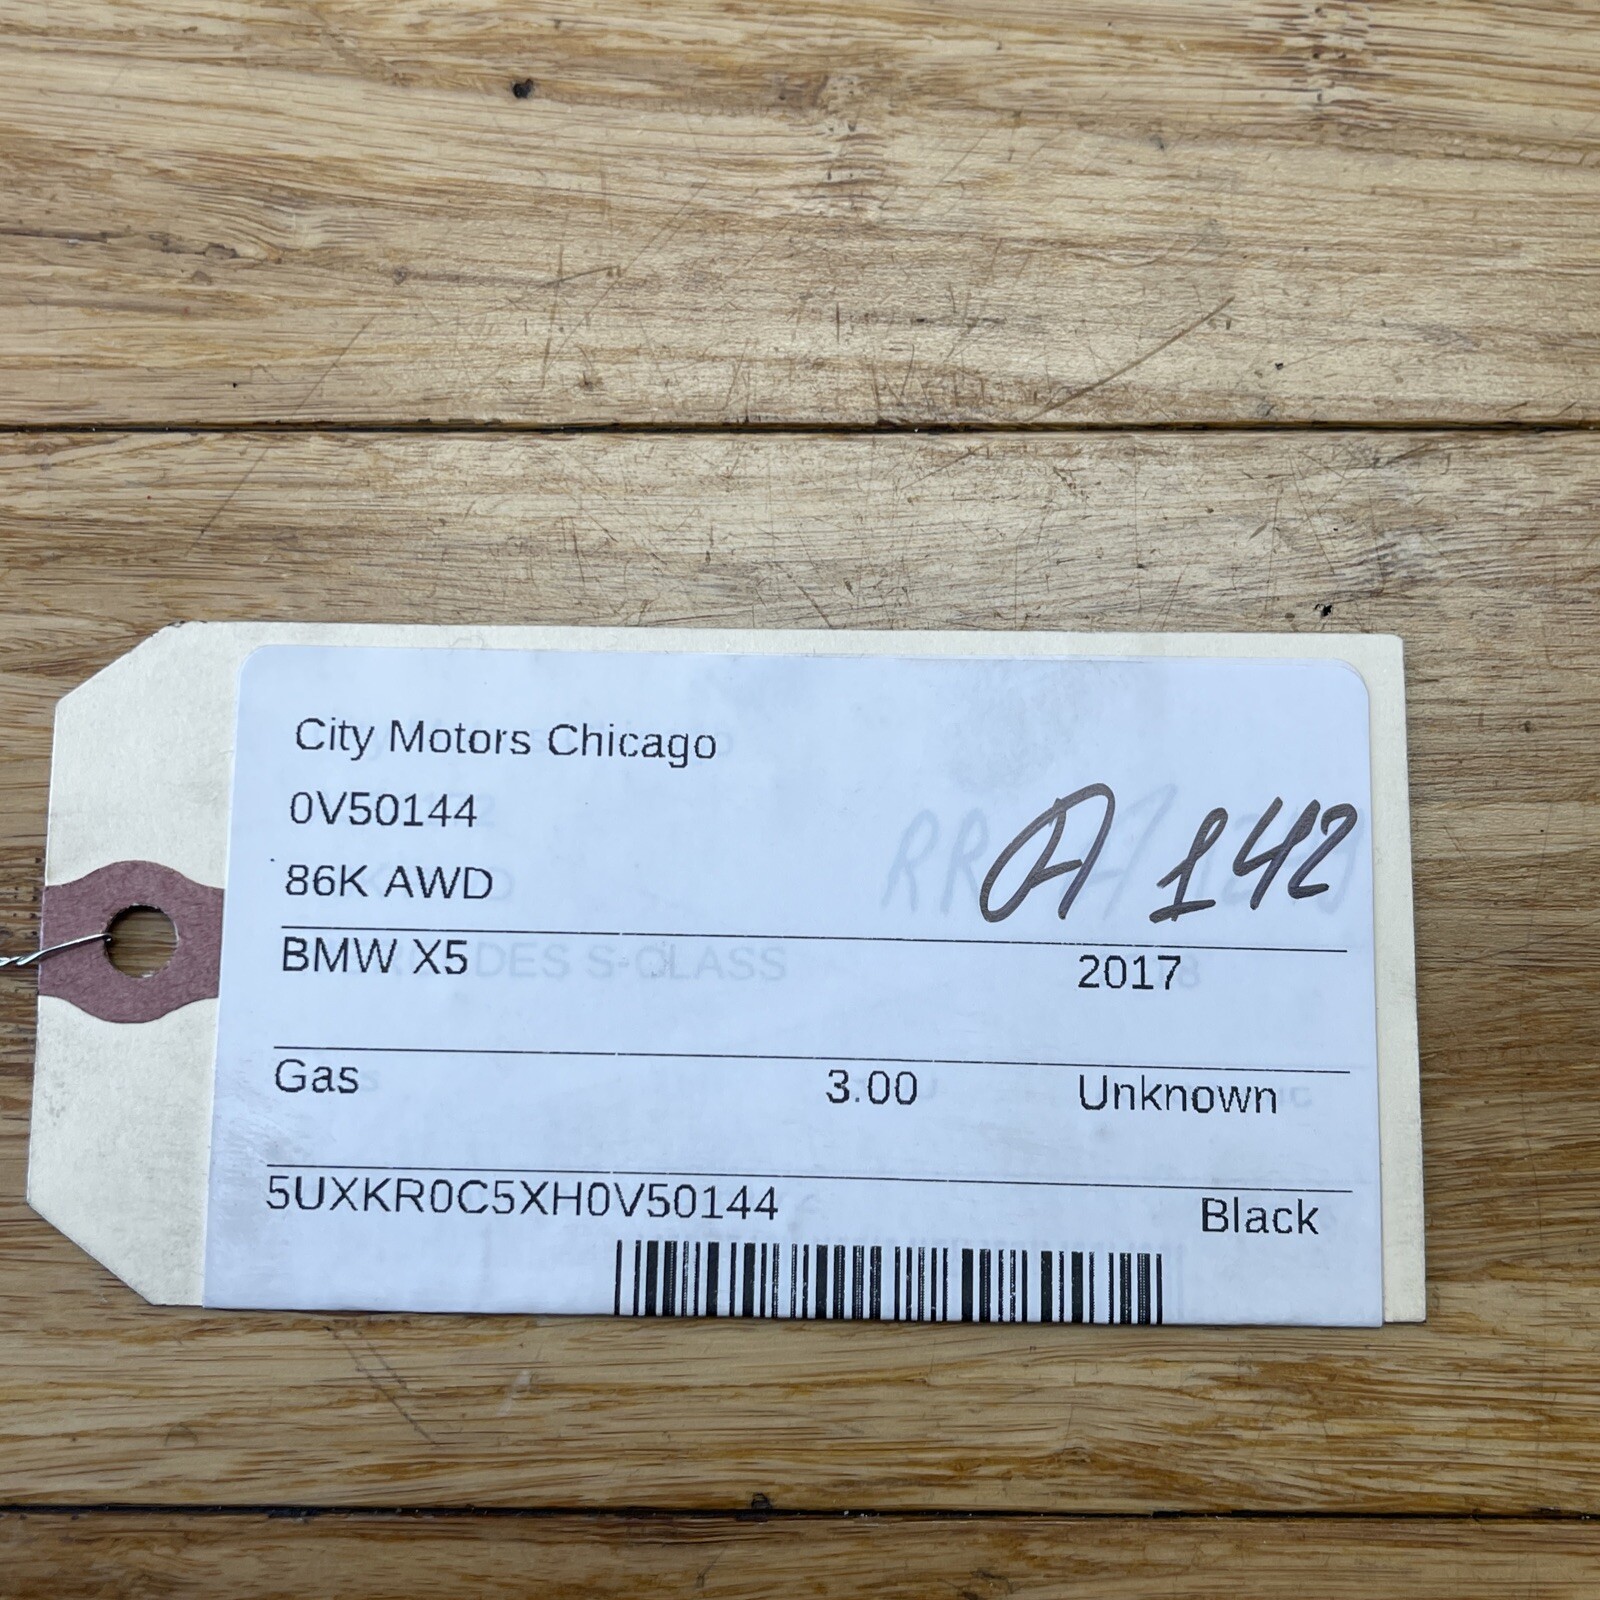 City Motors Chicago
0V50144
86K AWD
A 142
BMW X5 2017
Gas 3.00 Unknown
5UXKR0C5XH0V50144 Black